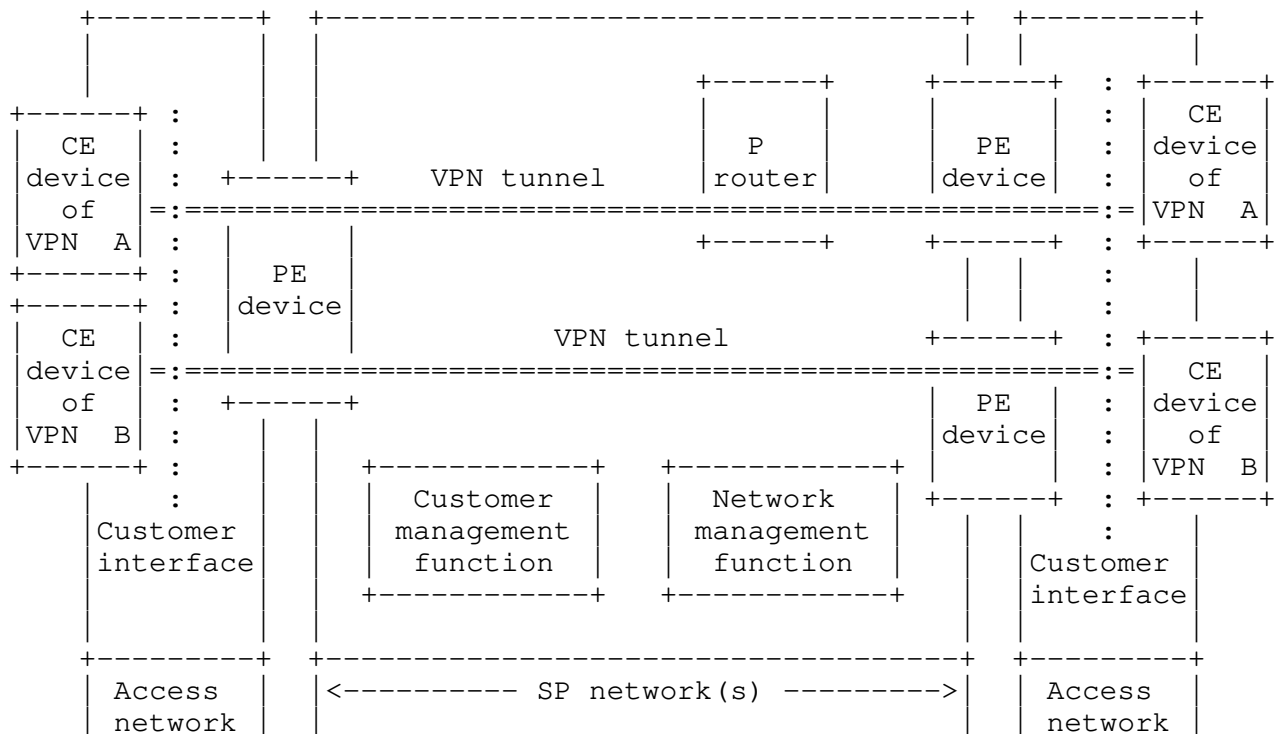 CE
device
of
VPN A
CE
device
of
VPN B
PE
device
VPN tunnel
VPN tunnel
P
router
PE
device
PE
device
CE
device
of
VPN A
CE
device
of
VPN B
Customer
interface
Customer
management
function
Network
management
function
Customer
interface
Access
network
<---------- SP network(s) ---------->
Access
network